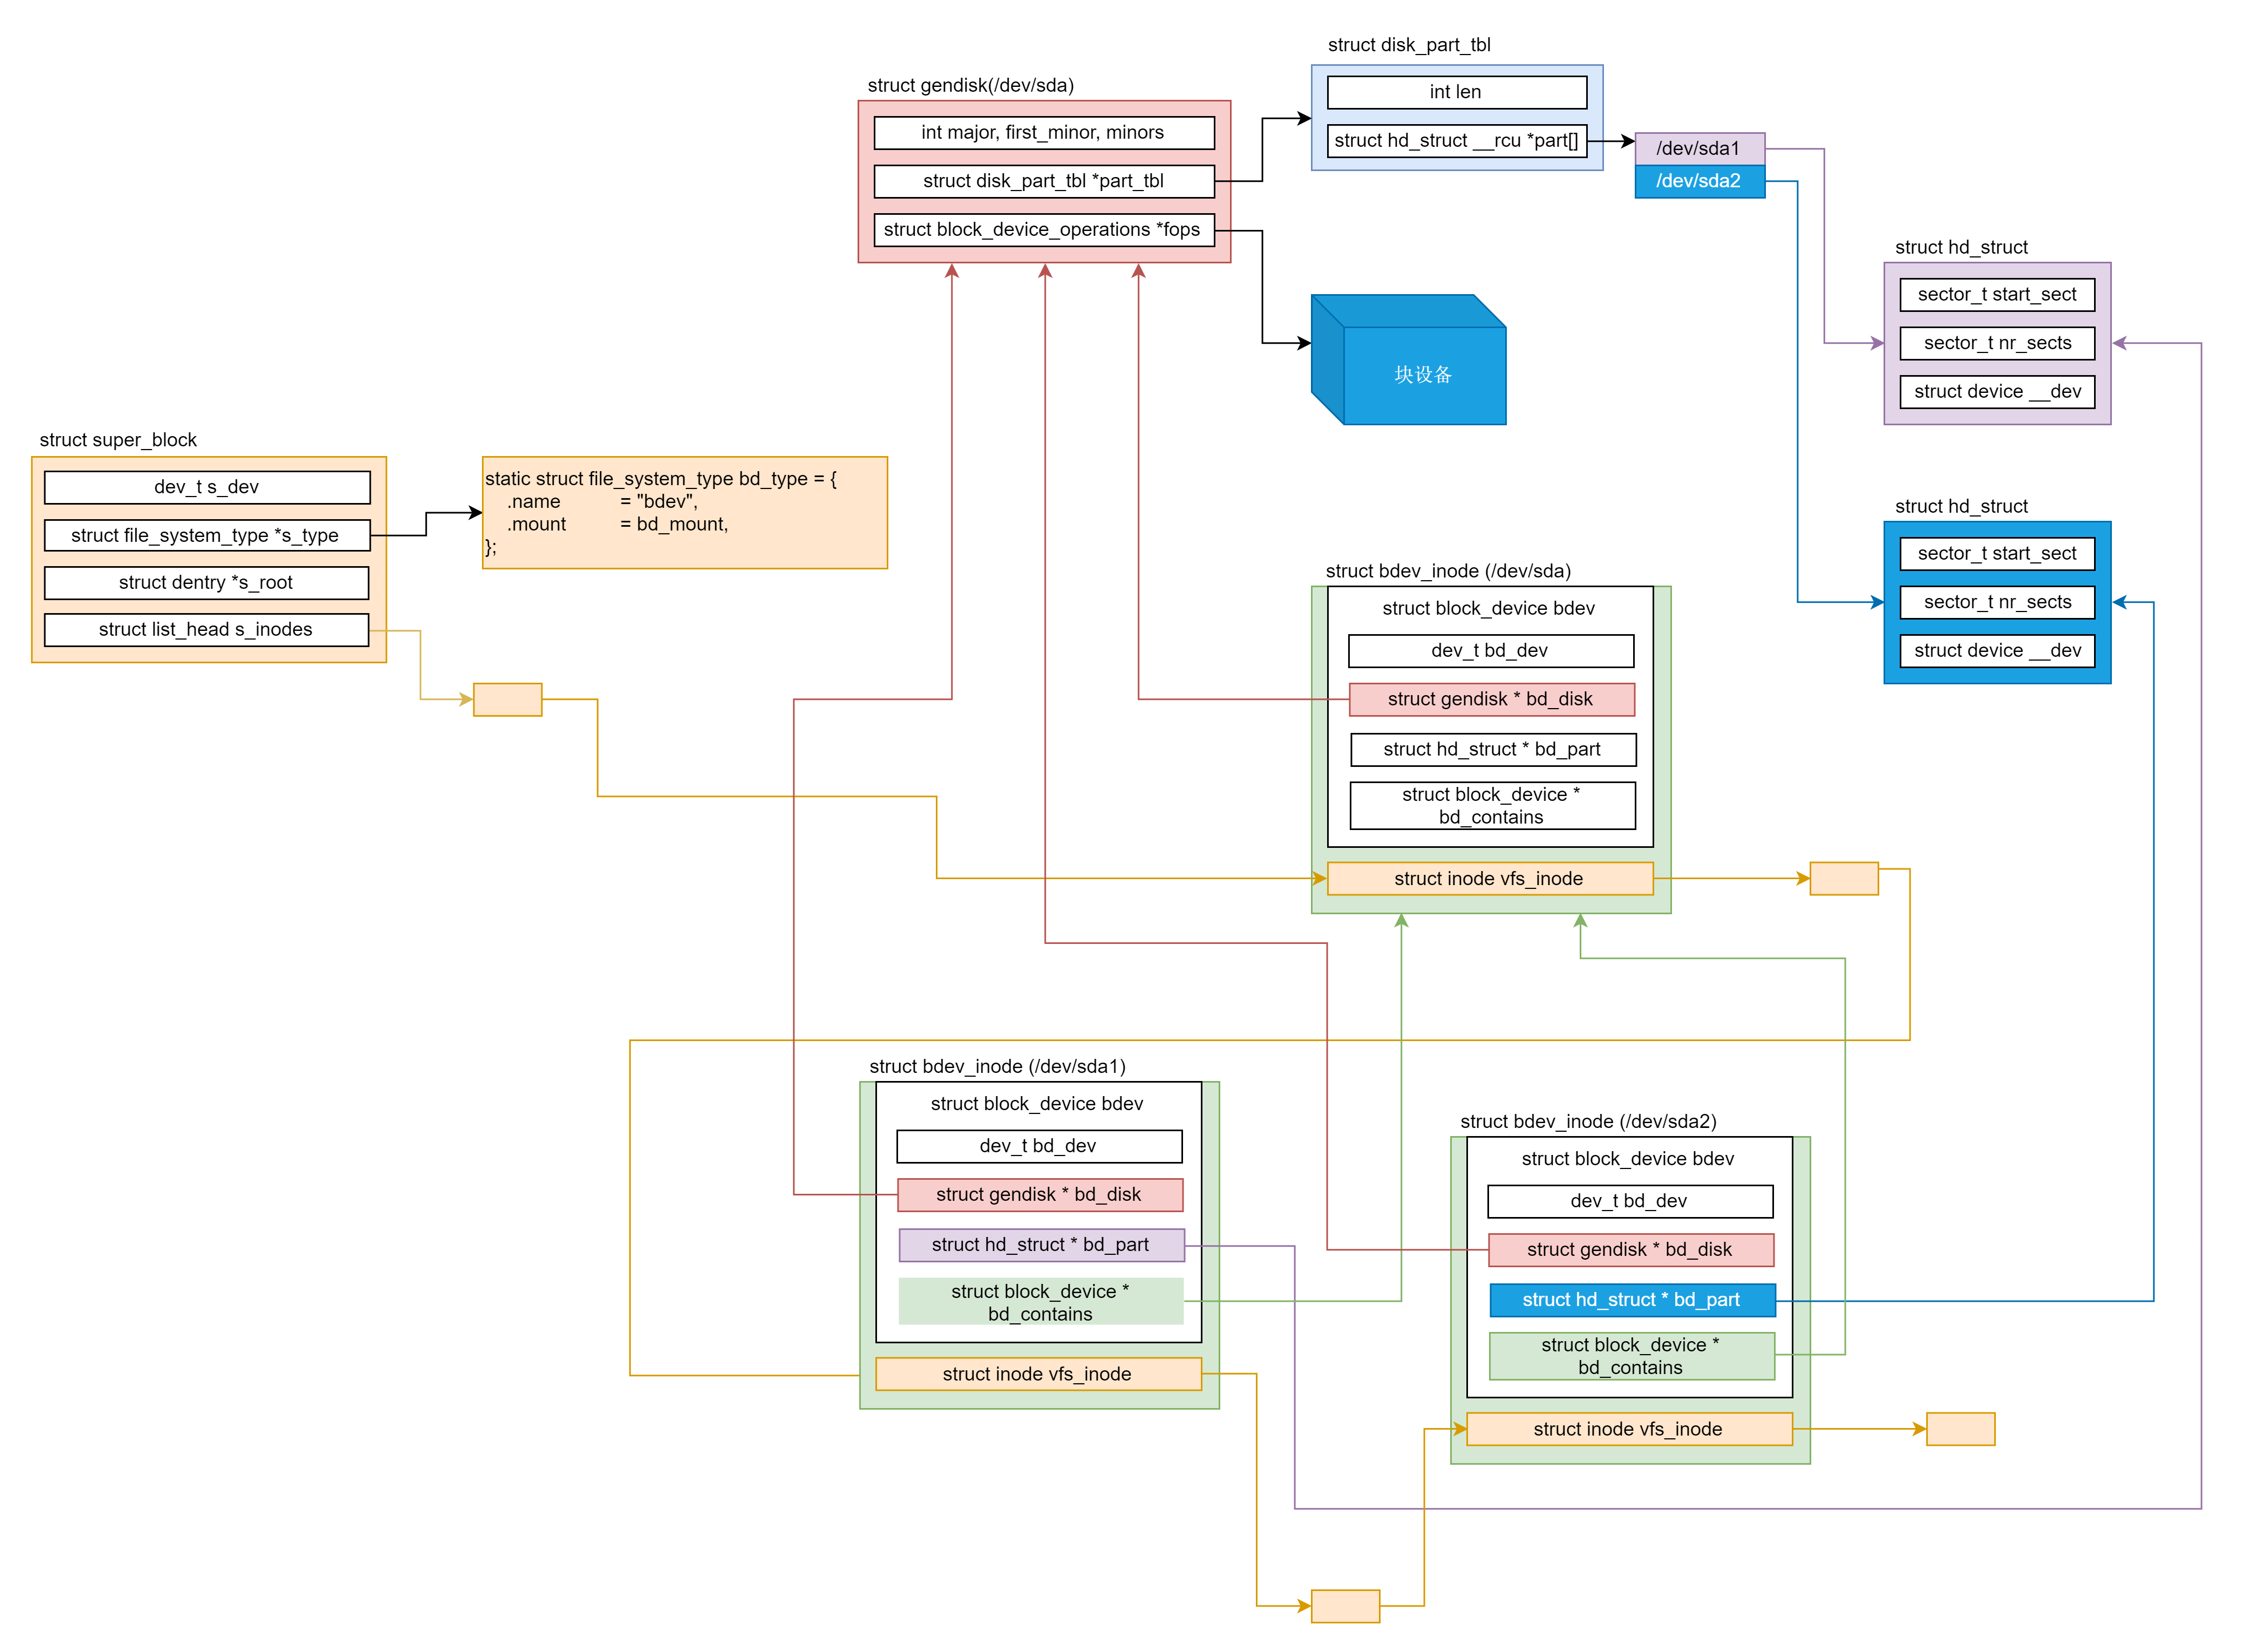 struct disk_part_tbl
int len
struct hd_struct __rcu *part[]
struct gendisk(/dev/sda)
int major, first_minor, minors
struct disk_part_tbl *part_tbl
struct block_device_operations *fops
/dev/sda1
/dev/sda2
struct hd_struct
sector_t start_sect
sector_t nr_sects
struct device __dev
块设备
struct super_block
dev_t s_dev
struct file_system_type *s_type
struct dentry *s_root
struct list_head s_inodes
static struct file_system_type bd_type = {
.name = "bdev",
.mount = bd_mount,
};
struct hd_struct
sector_t start_sect
sector_t nr_sects
struct device __dev
struct bdev_inode (/dev/sda)
struct block_device bdev
dev_t bd_dev
struct gendisk * bd_disk
struct hd_struct * bd_part
struct block_device *
bd_contains
struct inode vfs_inode
struct bdev_inode (/dev/sda1)
struct block_device bdev
dev_t bd_dev
struct gendisk * bd_disk
struct hd_struct * bd_part
struct block_device *
bd_contains
struct inode vfs_inode
struct bdev_inode (/dev/sda2)
struct block_device bdev
dev_t bd_dev
struct gendisk * bd_disk
struct hd_struct * bd_part
struct block_device *
bd_contains
struct inode vfs_inode